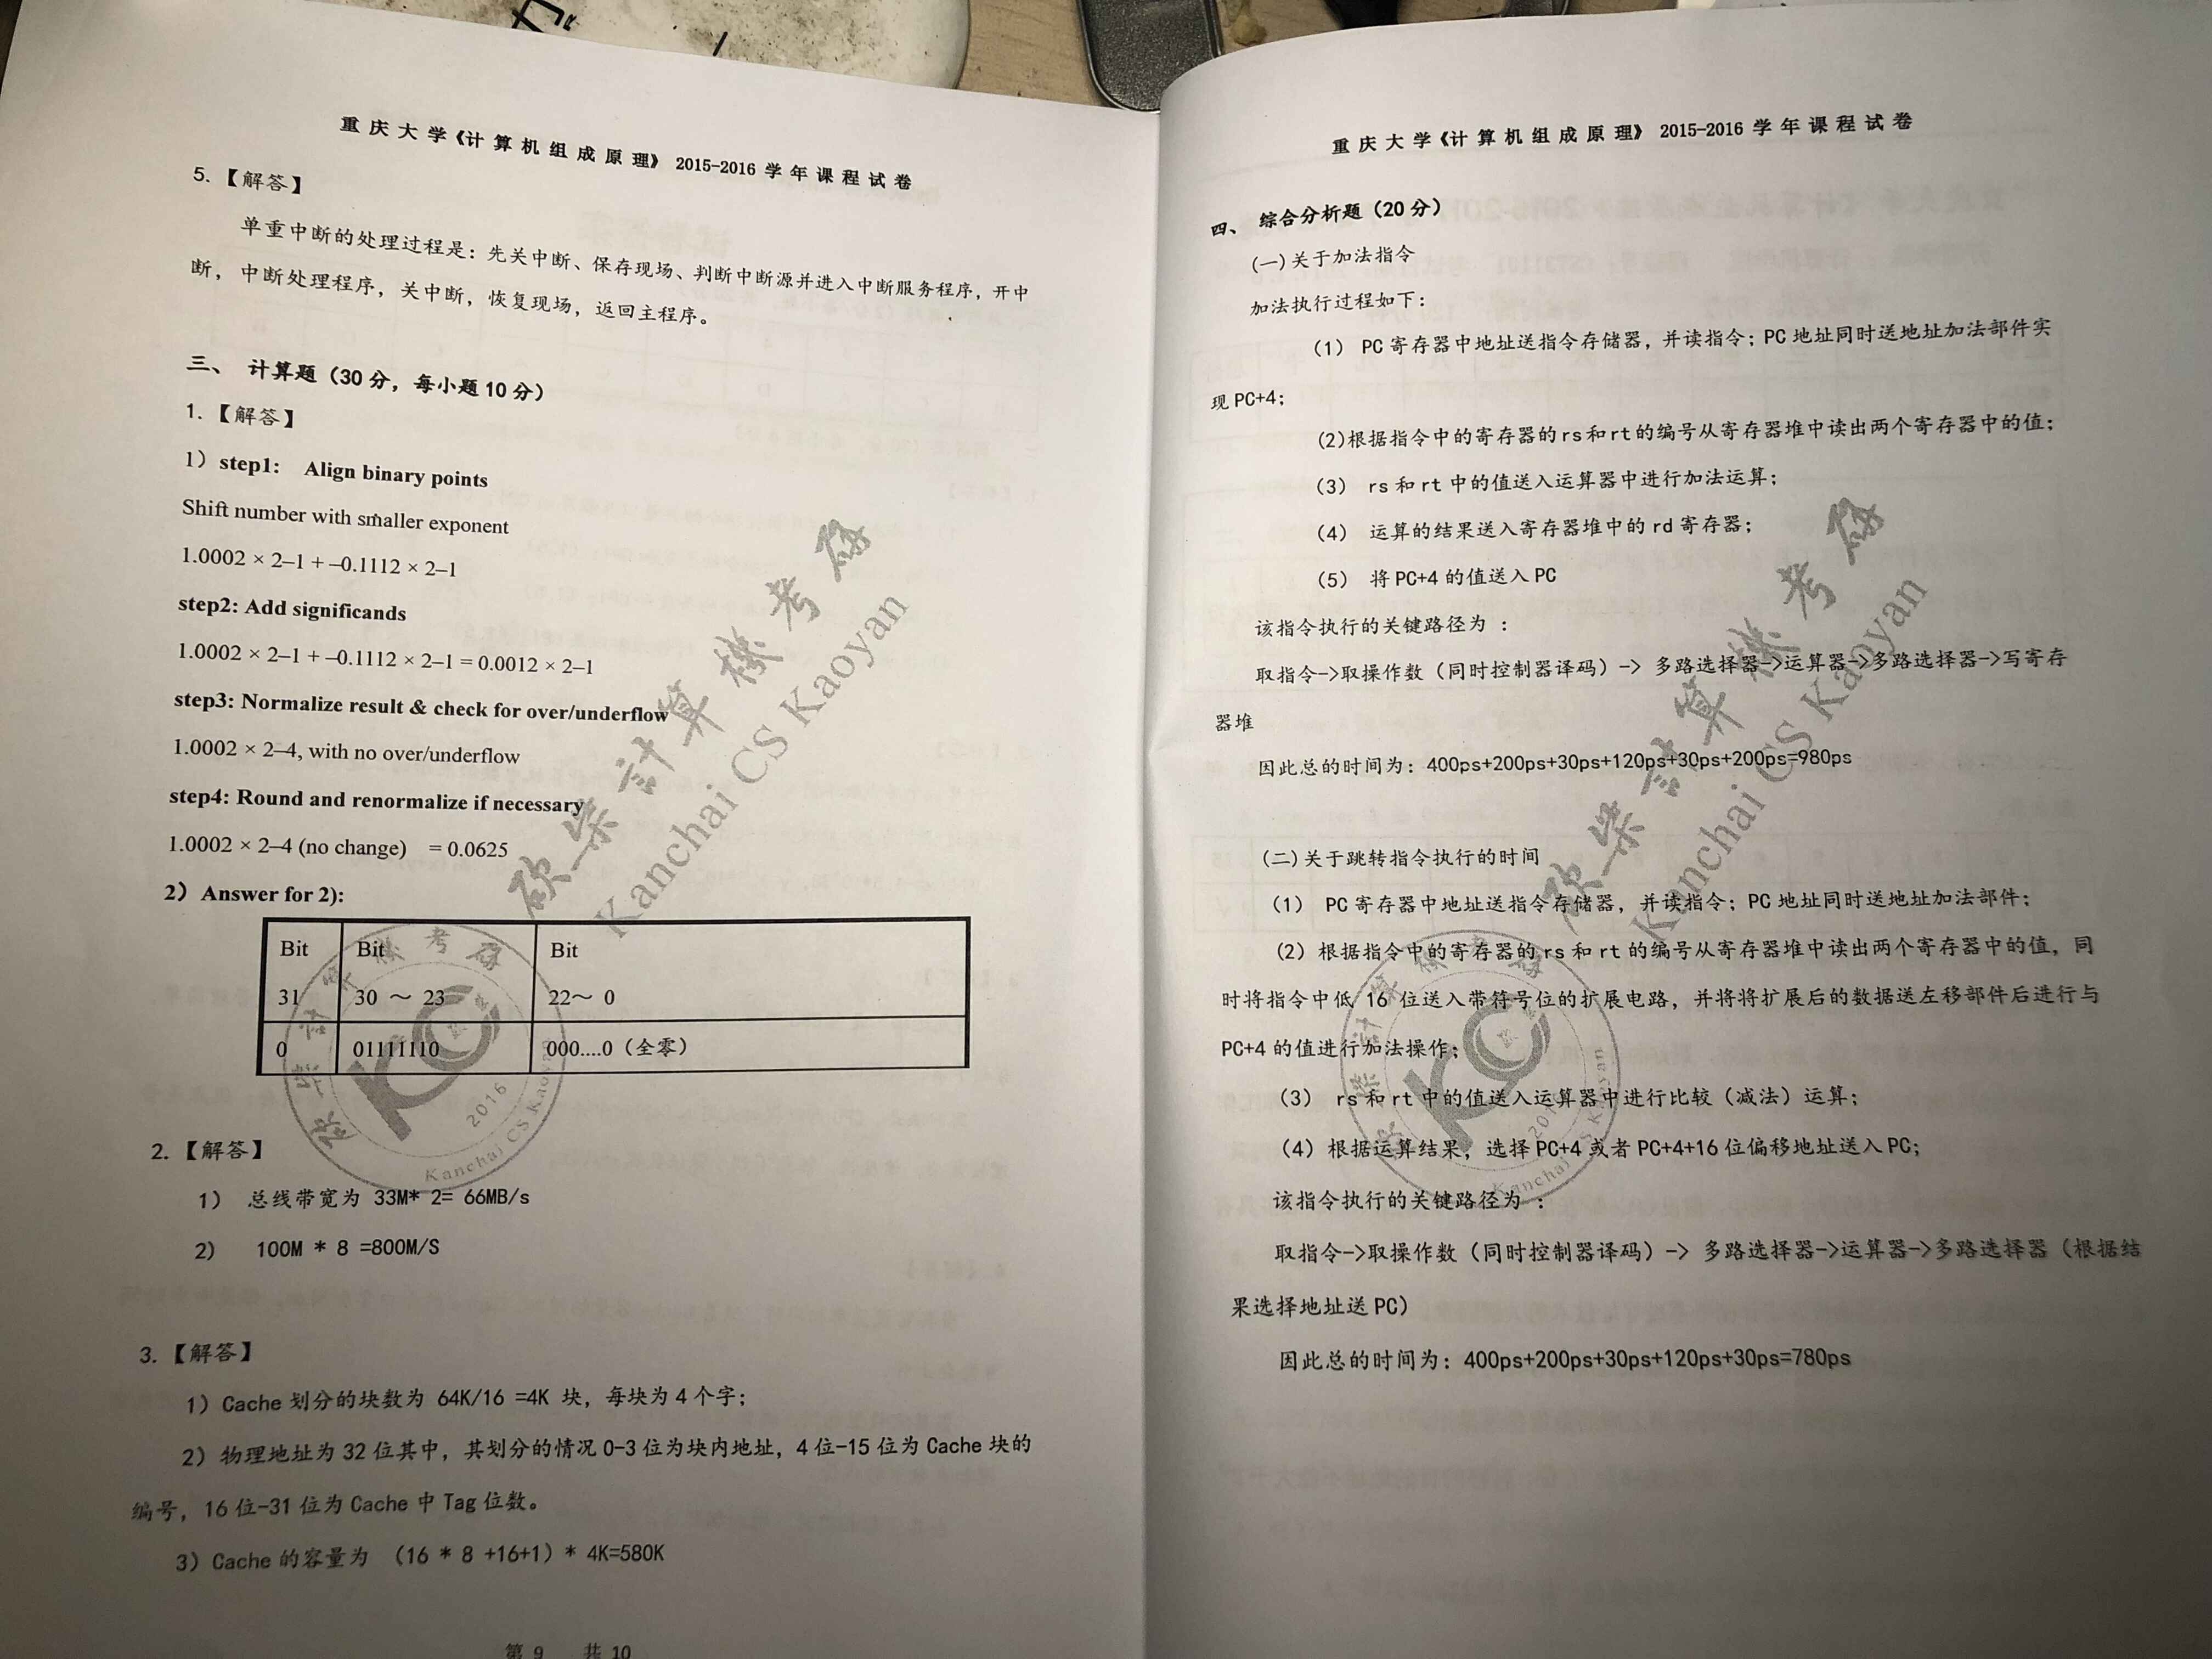 重庆大学《计算机组成原理》 2015-2016 学年课程试卷
5.【解答】
单重中断的处理过程是：先关中断、保存现场、判断中断源并进入中断服务程序，开中
断，中断处理程序，关中断，恢复现场，返回主程序。
三、 计算题（30分，每小题10分）
1.【解答】
1）step1: Align binary points
Shift number with smaller exponent
1.0002 × 2–1 + –0.1112 × 2–1
step2: Add significands
1.0002 × 2–1 + –0.1112 × 2–1 = 0.0012 × 2–1
step3: Normalize result & check for over/underflow
1.0002 × 2–4, with no over/underflow
step4: Round and renormalize if necessary
1.0002 × 2–4 (no change) = 0.0625
2）Answer for 2):
Bit Bit Bit
31 30 ～ 23 22～ 0
0 01111110 000....0（全零）
2.【解答】
1） 总线带宽为 33M* 2= 66MB/s
2） 100M * 8 =800M/S
3.【解答】
1）Cache 划分的块数为 64K/16 =4K 块，每块为 4 个字；
2）物理地址为 32 位其中，其划分的情况 0-3 位为块内地址，4 位-15 位为 Cache 块的
编号，16 位-31 位为 Cache 中 Tag 位数。
3）Cache 的容量为 （16 * 8 +16+1）* 4K=580K
第 9 共 10
重庆大学《计算机组成原理》 2015-2016 学年课程试卷
四、 综合分析题（20分）
(一)关于加法指令
加法执行过程如下：
（1） PC 寄存器中地址送指令存储器，并读指令；PC 地址同时送地址加法部件实
现 PC+4；
（2)根据指令中的寄存器的 rs 和 rt 的编号从寄存器堆中读出两个寄存器中的值；
（3） rs 和 rt 中的值送入运算器中进行加法运算；
（4） 运算的结果送入寄存器堆中的 rd 寄存器；
（5） 将 PC+4 的值送入 PC
该指令执行的关键路径为 ：
取指令->取操作数（同时控制器译码）-> 多路选择器->运算器->多路选择器->写寄存
器堆
因此总的时间为：400ps+200ps+30ps+120ps+30ps+200ps=980ps
(二)关于跳转指令执行的时间
（1） PC 寄存器中地址送指令存储器，并读指令；PC 地址同时送地址加法部件；
（2）根据指令中的寄存器的 rs 和 rt 的编号从寄存器堆中读出两个寄存器中的值，同
时将指令中低 16 位送入带符号位的扩展电路，并将将扩展后的数据送左移部件后进行与
PC+4 的值进行加法操作；
（3） rs 和 rt 中的值送入运算器中进行比较（减法）运算；
（4）根据运算结果，选择 PC+4 或者 PC+4+16 位偏移地址送入 PC；
该指令执行的关键路径为 ：
取指令->取操作数（同时控制器译码）-> 多路选择器->运算器->多路选择器（根据结
果选择地址送 PC）
因此总的时间为：400ps+200ps+30ps+120ps+30ps=780ps
Kanchai CS Kaoyan
Kanchai CS Kaoyan
KC
2016
Kanchai CS Kaoyan